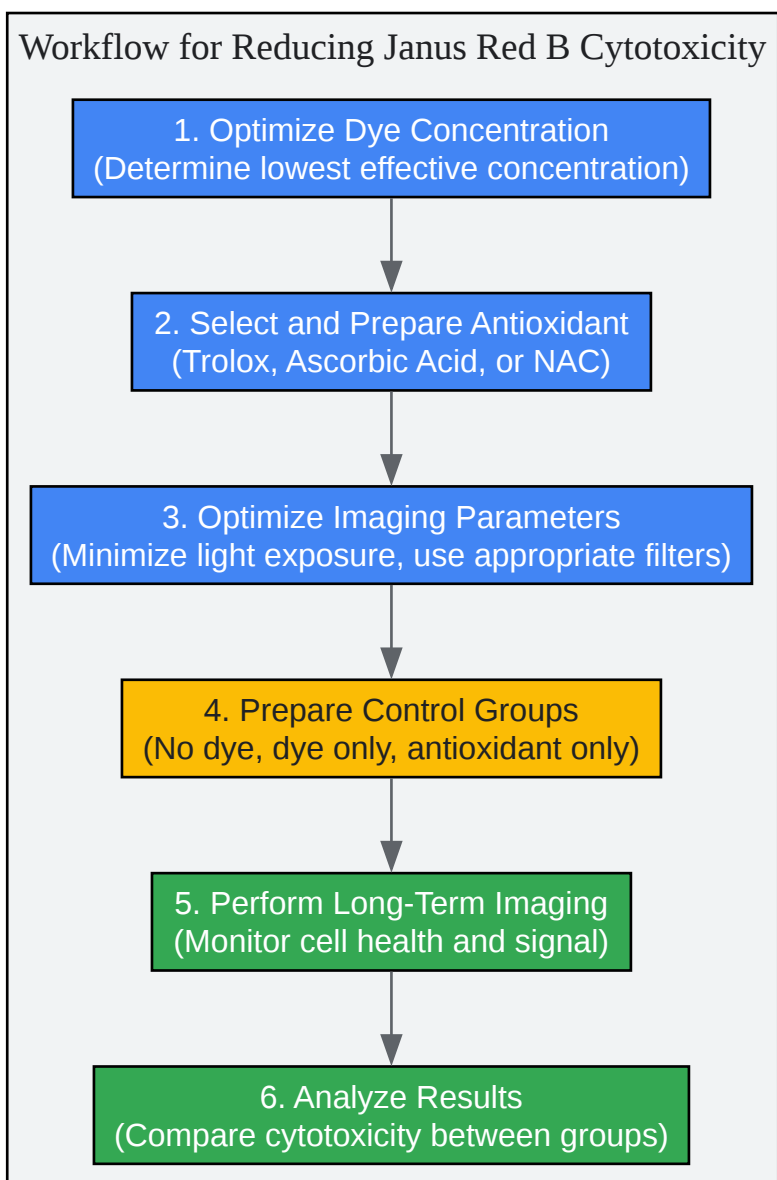 Workflow for Reducing Janus Red B Cytotoxicity
1. Optimize Dye Concentration
(Determine lowest effective concentration)
2. Select and Prepare Antioxidant
(Trolox, Ascorbic Acid, or NAC)
3. Optimize Imaging Parameters
(Minimize light exposure, use appropriate filters)
4. Prepare Control Groups
(No dye, dye only, antioxidant only)
5. Perform Long-Term Imaging
(Monitor cell health and signal)
6. Analyze Results
(Compare cytotoxicity between groups)